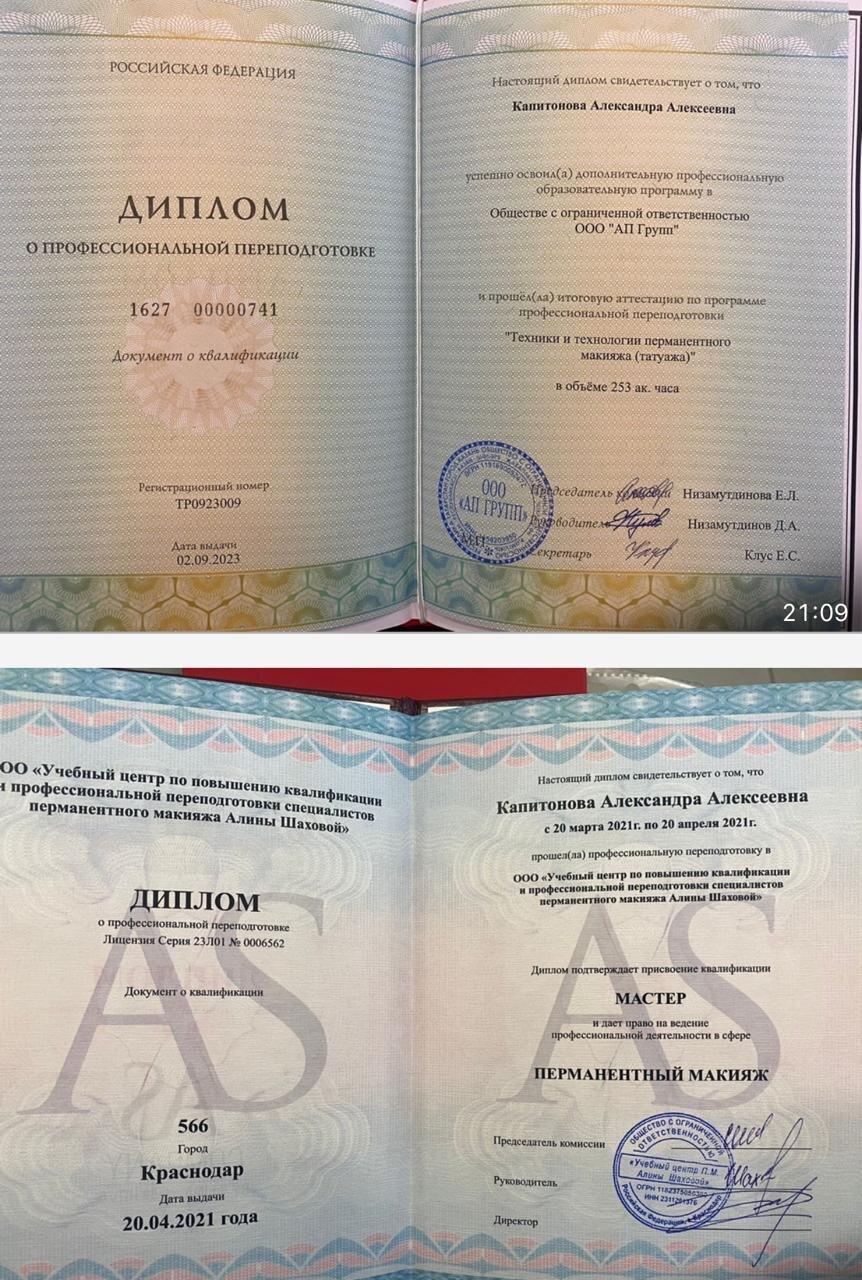 РОССИЙСКАЯ ФЕДЕРАЦИЯ
ДИПЛОМ
О ПРОФЕССИОНАЛЬНОЙ ПЕРЕПОДГОТОВКЕ
1627 00000741
Документ о квалификации
Регистрационный номер
ТР0923009
Дата выдачи
02.09.2023
Настоящий диплом свидетельствует о том, что
Капитонова Александра Алексеевна
успешно освоил(а) дополнительную профессиональную
образовательную программу в
Обществе с ограниченной ответственностью
ООО "АП Групп"
и прошёл(ла) итоговую аттестацию по программе
профессиональной переподготовки
"Техники и технологии перманентного
макияжа (татуажа)"
в объёме 253 ак. часа
ООО
«АП ГРУПП»
М.П.
Председатель Низамутдинова Е.Л.
Руководитель Низамутдинов Д.А.
Секретарь Клус Е.С.
21:09
ОО «Учебный центр по повышению квалификации
и профессиональной переподготовки специалистов
перманентного макияжа Алины Шаховой»
ДИПЛОМ
о профессиональной переподготовке
Лицензия Серия 23Л01 № 0006562
Документ о квалификации
AS
566
Город
Краснодар
Дата выдачи
20.04.2021 года
Настоящий диплом свидетельствует о том, что
Капитонова Александра Алексеевна
с 20 марта 2021г. по 20 апреля 2021г.
прошел(ла) профессиональную переподготовку в
ООО «Учебный центр по повышению квалификации
и профессиональной переподготовки специалистов
перманентного макияжа Алины Шаховой»
AS
Диплом подтверждает присвоение квалификации
МАСТЕР
и дает право на ведение
профессиональной деятельности в сфере
ПЕРМАНЕНТНЫЙ МАКИЯЖ
Председатель комиссии
Руководитель
Директор
ОБЩЕСТВО С ОГРАНИЧЕННОЙ
ОТВЕТСТВЕННОСТЬЮ
«Учебный центр П.М.
Алины Шаховой»